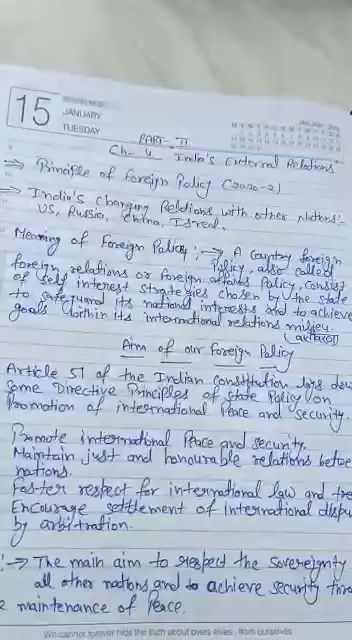 15
JANUARY
TUESDAY
JANUARY
PART - II
Ch - 4 India's External Relations
⇒ Principle of Foreign Policy (2020-21)
⇒ India's Changing Relations with other Nations:-
US, Russia, China, Isreal.
Meaning of Foreign Policy :→ A Country foreign
Policy, also called
foreign relations or foreign affairs Policy, consist
of self interest strategies chosen by the state
to safeguard its national interests and to achieve
goals within its international relations milieu.
Aim of our Foreign Policy
Article 51 of the Indian Constitution lays down
some Directive Principles of state Policy on
Promotion of international Peace and security.
Promote international Peace and security.
Maintain just and honourable relations between
nations.
Foster respect for international law and
Encourage settlement of international
by arbitration.
:→ The main aim to respect the sovereignty
all other nations and to achieve security
maintenance of Peace.
We cannot forever hide the truth about ourselves , from ourselves